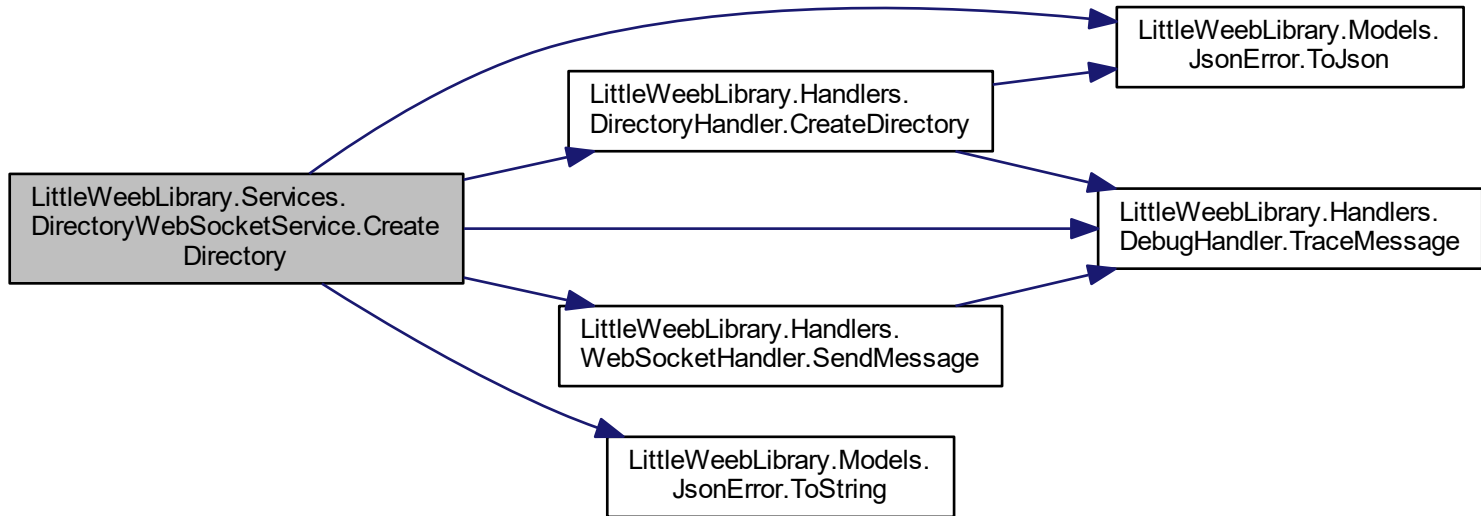 LittleWeebLibrary.Services.
DirectoryWebSocketService.Create
Directory
LittleWeebLibrary.Handlers.
DirectoryHandler.CreateDirectory
LittleWeebLibrary.Models.
JsonError.ToJson
LittleWeebLibrary.Handlers.
DebugHandler.TraceMessage
LittleWeebLibrary.Handlers.
WebSocketHandler.SendMessage
LittleWeebLibrary.Models.
JsonError.ToString